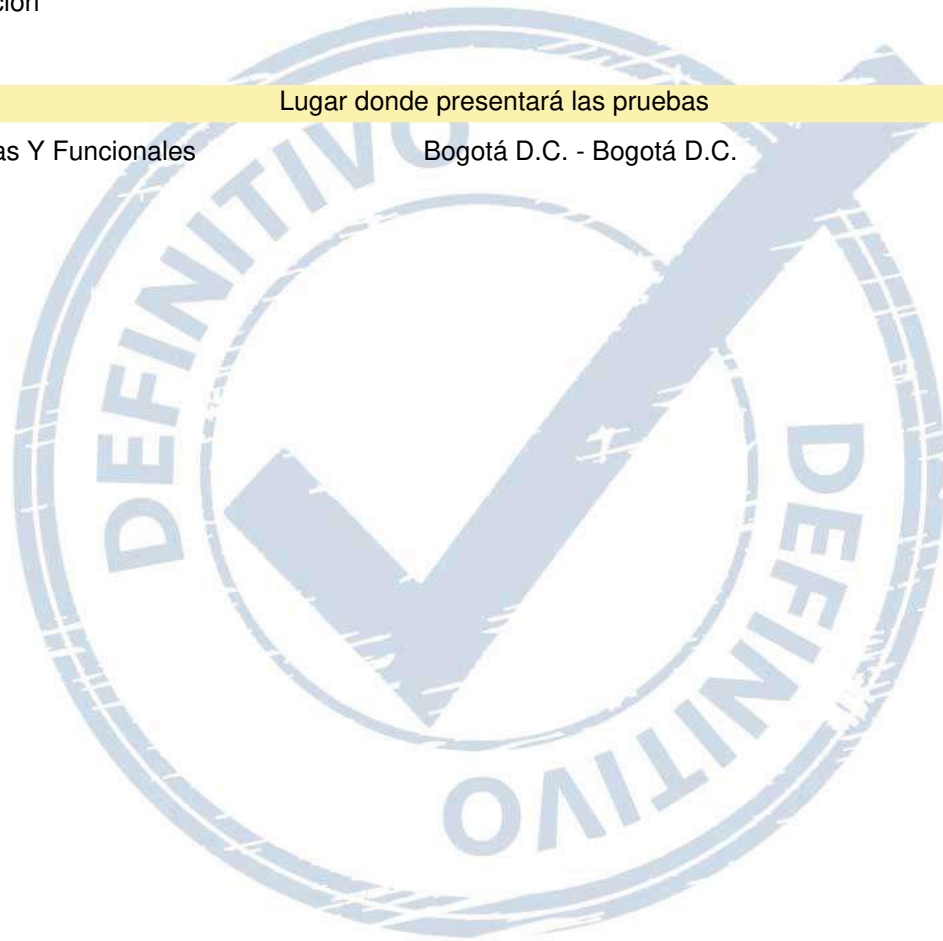 ción
Lugar donde presentará las pruebas
as Y Funcionales Bogotá D.C. - Bogotá D.C.
DEFINITIVO
DEFINITIVO